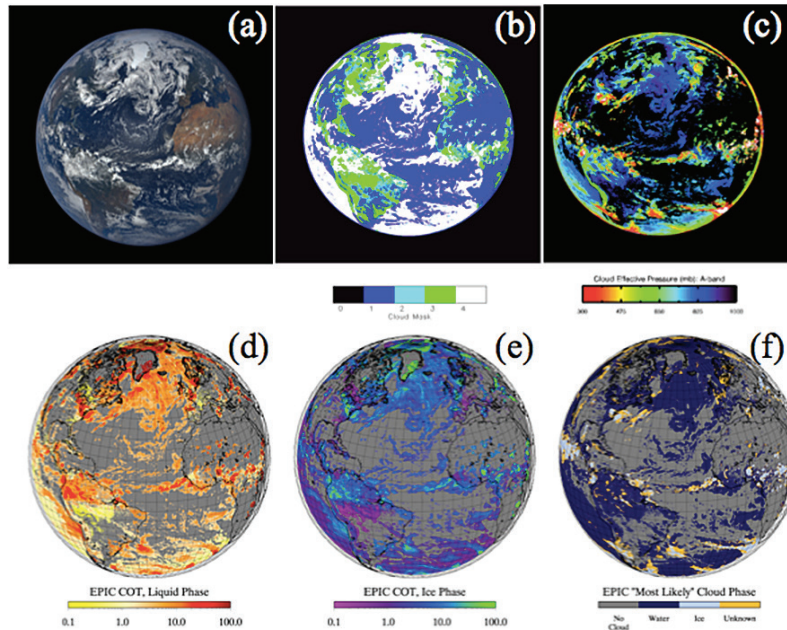 (a)
(b)
(c)
0 1 2 3 4
Cloud Mask
Cloud Effective Pressure (mb): A-band
300 475 650 825 1000
(d)
(e)
(f)
EPIC COT, Liquid Phase
0.1 1.0 10.0 100.0
EPIC COT, Ice Phase
0.1 1.0 10.0 100.0
EPIC "Most Likely" Cloud Phase
No Cloud Water Ice Unknown